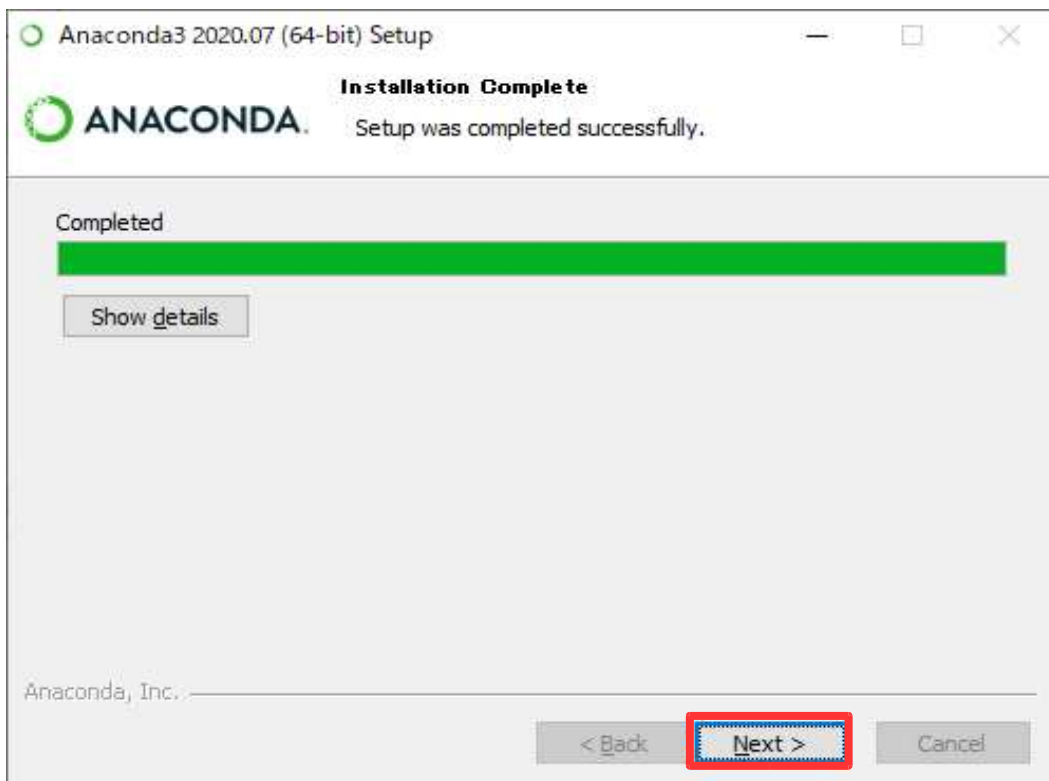 Anaconda3 2020.07 (64-bit) Setup
Installation Complete
ANANCONDA.
Setup was completed successfully.
Completed
Show details
Anaconda, Inc.
< Back
Next >
Cancel